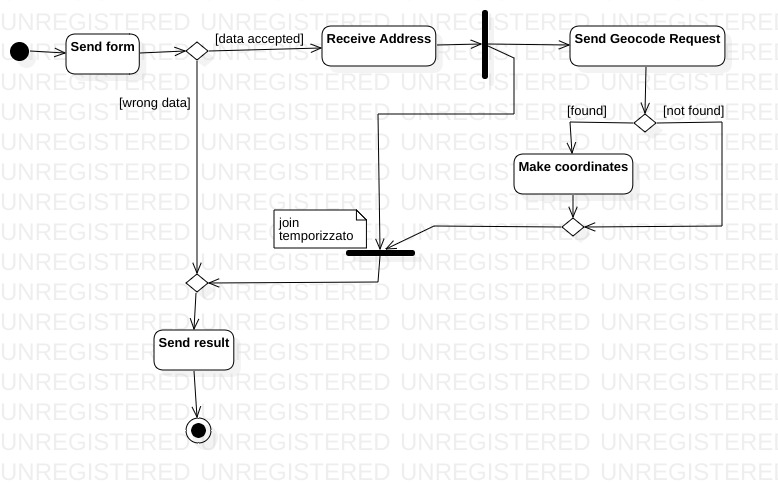 Send form
[data accepted]
Receive Address
Send Geocode Request
[wrong data]
[found]
[not found]
Make coordinates
join
temporizzato
Send result
UNREGISTERED UNREGISTERED UNREGISTERED UNREGISTERED